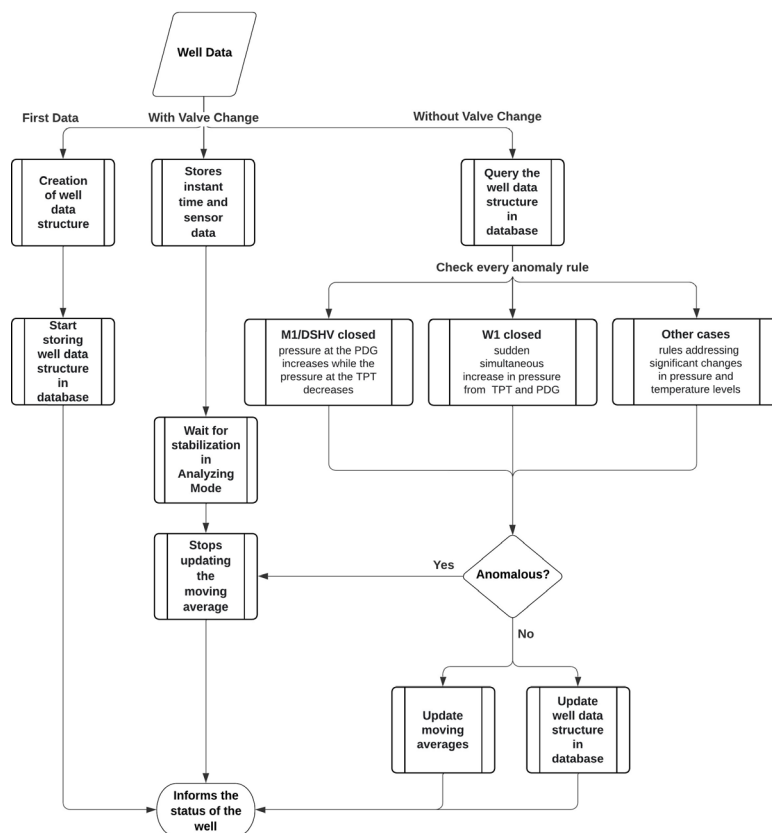 Well Data
First Data
With Valve Change
Without Valve Change
Creation
of well
data
structure
Stores
instant
time and
sensor
data
Query the
well data
structure
in
database
Check every anomaly rule
Start
storing
well data
structure
in
database
M1/DSHV closed
pressure at the PDG
increases while the
pressure at the TPT
decreases
W1 closed
sudden
simultaneous
increase in pressure
from TPT and PDG
Other cases
rules addressing
significant changes
in pressure and
temperature levels
Wait for
stabilization
in
Analyzing
Mode
Stops
updating
the
moving
average
Yes
Anomalous?
No
Update
moving
averages
Update
well data
structure
in
database
Informs the
status of the
well